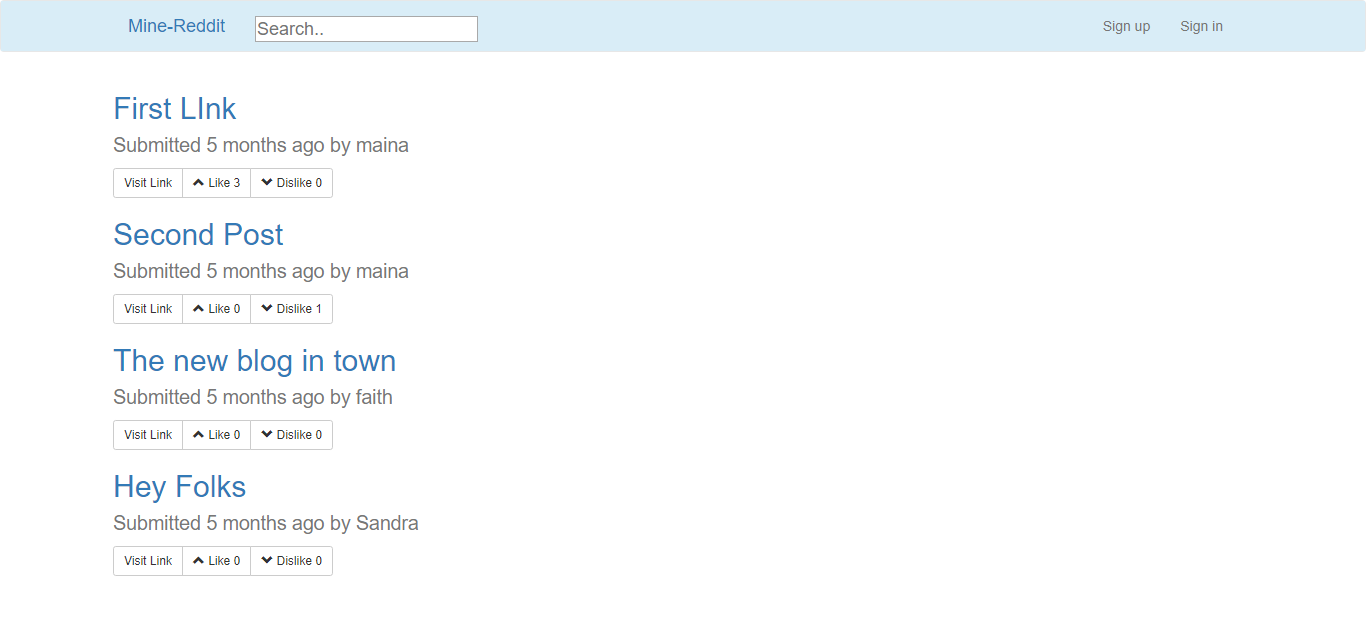 Mine-Reddit Search.. Sign up Sign in
First LInk
Submitted 5 months ago by maina
Visit Link Like 3 Dislike 0
Second Post
Submitted 5 months ago by maina
Visit Link Like 0 Dislike 1
The new blog in town
Submitted 5 months ago by faith
Visit Link Like 0 Dislike 0
Hey Folks
Submitted 5 months ago by Sandra
Visit Link Like 0 Dislike 0